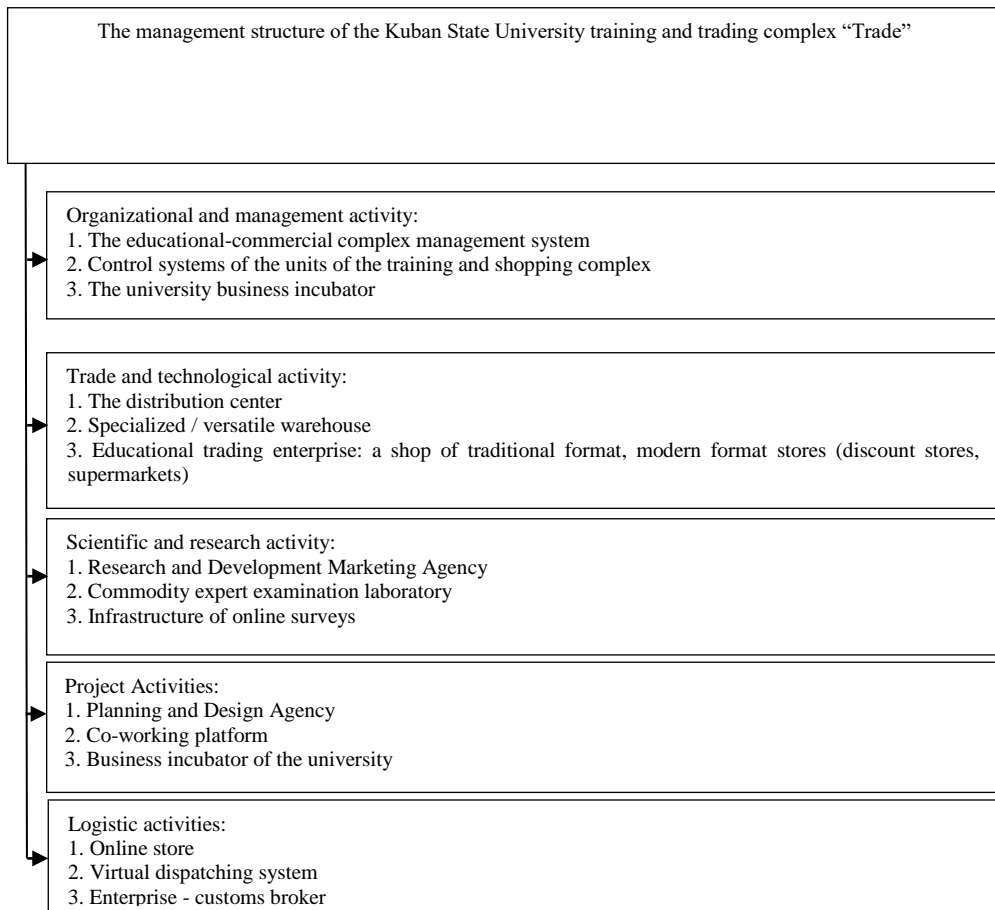 The management structure of the Kuban State University training and trading complex “Trade”
Organizational and management activity:
1. The educational-commercial complex management system
2. Control systems of the units of the training and shopping complex
3. The university business incubator
Trade and technological activity:
1. The distribution center
2. Specialized / versatile warehouse
3. Educational trading enterprise: a shop of traditional format, modern format stores (discount stores,
supermarkets)
Scientific and research activity:
1. Research and Development Marketing Agency
2. Commodity expert examination laboratory
3. Infrastructure of online surveys
Project Activities:
1. Planning and Design Agency
2. Co-working platform
3. Business incubator of the university
Logistic activities:
1. Online store
2. Virtual dispatching system
3. Enterprise - customs broker